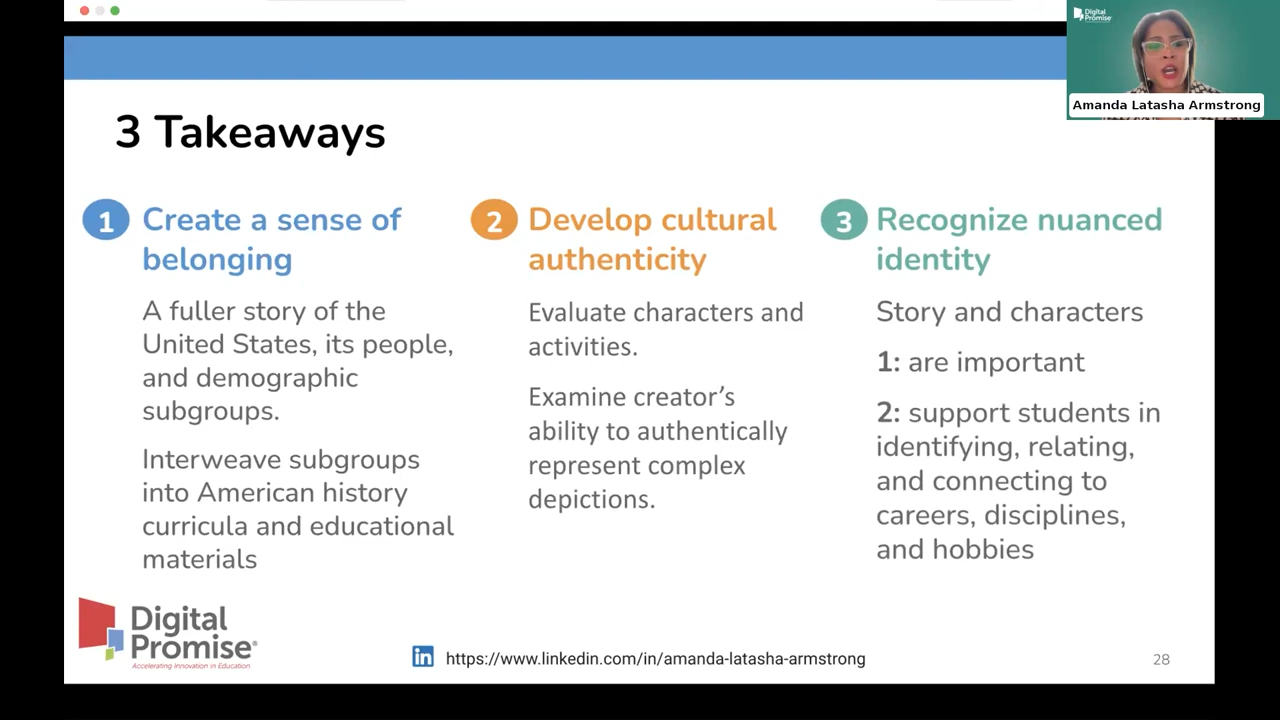 Digital
Promise
Amanda Latasha Armstrong
3 Takeaways
1 Create a sense of
belonging
A fuller story of the
United States, its people,
and demographic
subgroups.
Interweave subgroups
into American history
curricula and educational
materials
2 Develop cultural
authenticity
Evaluate characters and
activities.
Examine creator’s
ability to authentically
represent complex
depictions.
3 Recognize nuanced
identity
Story and characters
1: are important
2: support students in
identifying, relating,
and connecting to
careers, disciplines,
and hobbies
Digital
Promise®
Accelerating Innovation in Education
in https://www.linkedin.com/in/amanda-latasha-armstrong
28